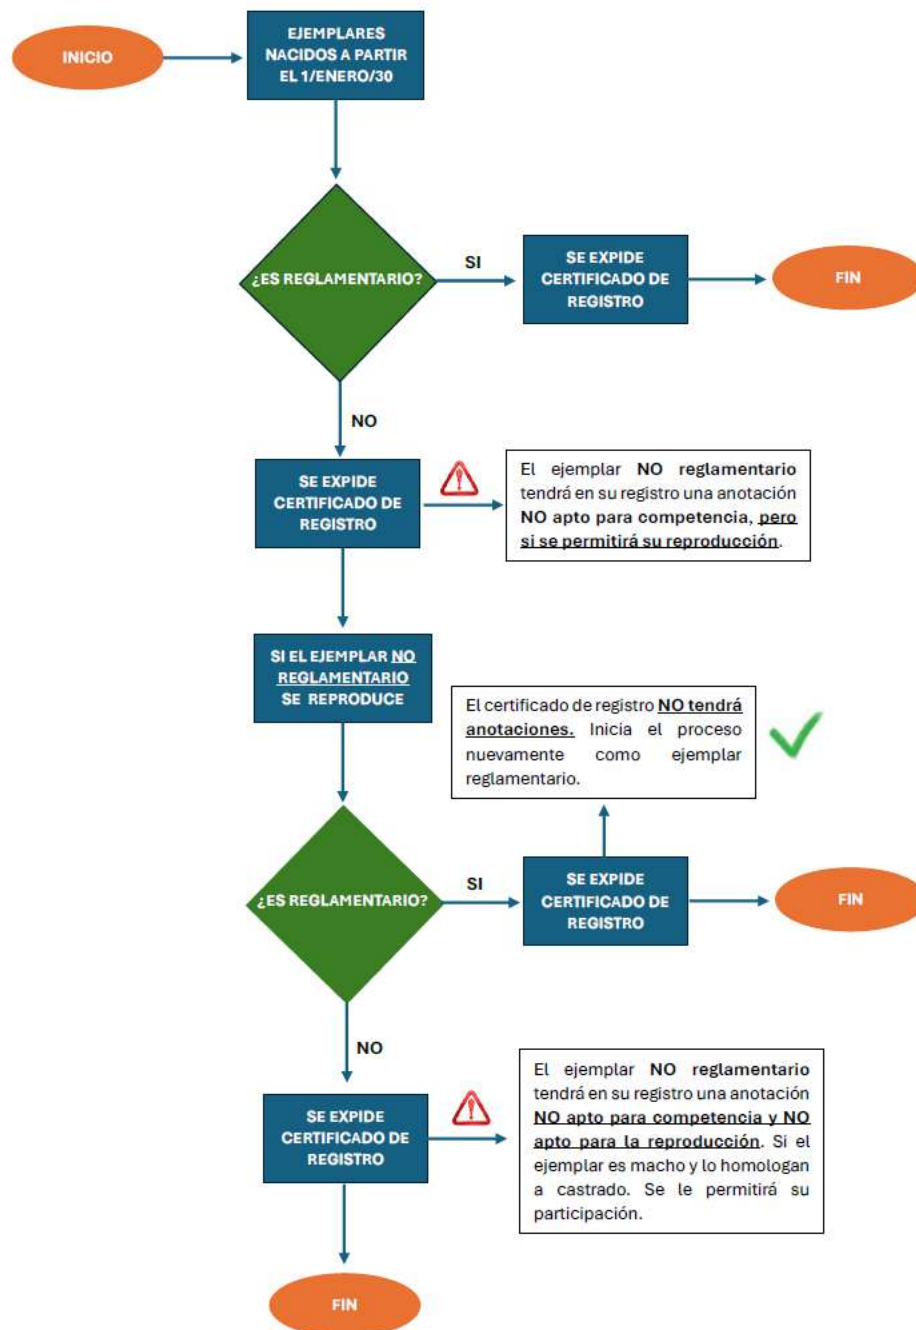 INICIO
EJEMPLARES
NACIDOS A PARTIR
EL 1/ENERO/30
¿ES REGLAMENTARIO?
SI
SE EXPIDE
CERTIFICADO DE
REGISTRO
FIN
NO
SE EXPIDE
CERTIFICADO DE
REGISTRO
El ejemplar NO reglamentario
tendrá en su registro una anotación
NO apto para competencia, pero
si se permitirá su reproducción.
SI EL EJEMPLAR NO
REGLAMENTARIO
SE REPRODUCE
El certificado de registro NO tendrá
anotaciones. Inicia el proceso
nuevamente como ejemplar
reglamentario.
¿ES REGLAMENTARIO?
SI
SE EXPIDE
CERTIFICADO DE
REGISTRO
FIN
NO
SE EXPIDE
CERTIFICADO DE
REGISTRO
El ejemplar NO reglamentario
tendrá en su registro una anotación
NO apto para competencia y NO
apto para la reproducción. Si el
ejemplar es macho y lo homologan
a castrado. Se le permitirá su
participación.
FIN